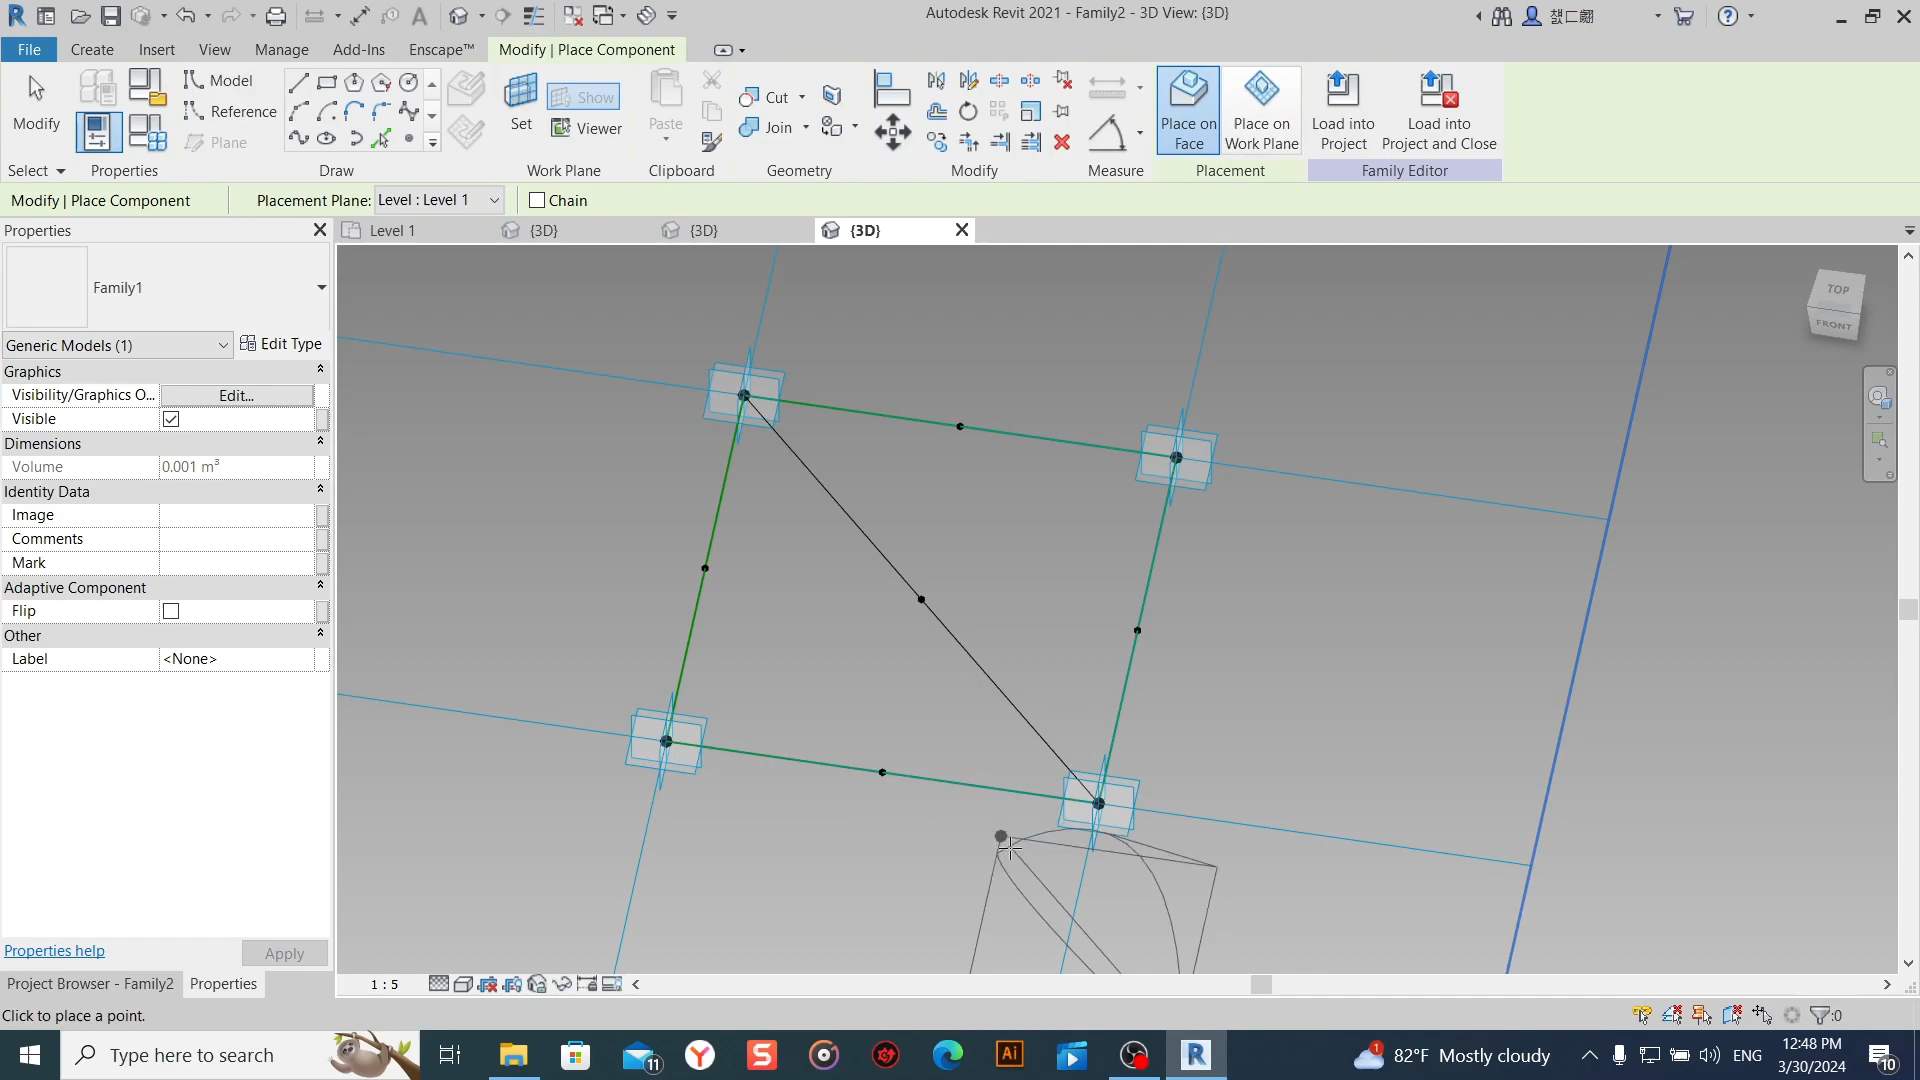 Autodesk Revit 2021 - Family2 - 3D View: {3D}
File
Create
Insert
View
Manage
Add-Ins
Enscape™
Modify | Place Component
Modify
Model
Reference
Plane
Set
Show
Viewer
Paste
Cut
Join
Place on Face
Place on Work Plane
Load into Project
Load into Project and Close
Select
Properties
Draw
Work Plane
Clipboard
Geometry
Modify
Measure
Placement
Family Editor
Modify | Place Component
Placement Plane:
Level : Level 1
Chain
Properties
Level 1
{3D}
{3D}
{3D}
Family1
Generic Models (1)
Edit Type
Graphics
Visibility/Graphics O...
Edit...
Visible
Dimensions
Volume
0.001 m³
Identity Data
Image
Comments
Mark
Adaptive Component
Flip
Other
Label
<None>
TOP
FRONT
Properties help
Apply
Project Browser - Family2
Properties
1 : 5
Click to place a point.
:0
Type here to search
11
Ai
82°F Mostly cloudy
1
ENG
12:48 PM
3/30/2024
10